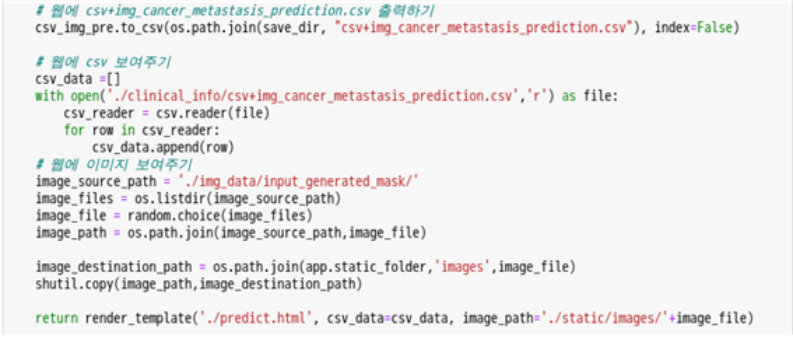 # 웹에 csv+img_cancer_metastasis_prediction.csv 출력하기
csv_img_pre.to_csv(os.path.join(save_dir, "csv+img_cancer_metastasis_prediction.csv"), index=False)
# 웹에 csv 보여주기
csv_data =[]
with open('./clinical_info/csv+img_cancer_metastasis_prediction.csv','r') as file:
    csv_reader = csv.reader(file)
    for row in csv_reader:
        csv_data.append(row)
# 웹에 이미지 보여주기
image_source_path = './img_data/input_generated_mask/'
image_files = os.listdir(image_source_path)
image_file = random.choice(image_files)
image_path = os.path.join(image_source_path,image_file)
image_destination_path = os.path.join(app.static_folder,'images',image_file)
shutil.copy(image_path,image_destination_path)
return render_template('./predict.html', csv_data=csv_data, image_path='./static/images/'+image_file)